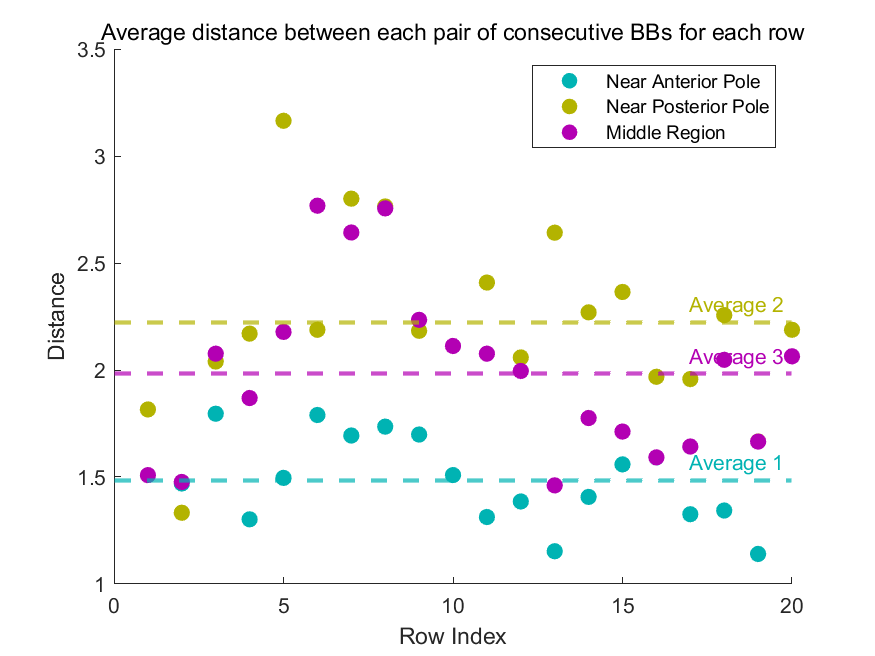 Average distance between each pair of consecutive BBs for each row
3.5
3
2.5
2
1.5
1
Distance
Near Anterior Pole
Near Posterior Pole
Middle Region
Average 2
Average 3
Average 1
0
5
10
15
20
Row Index